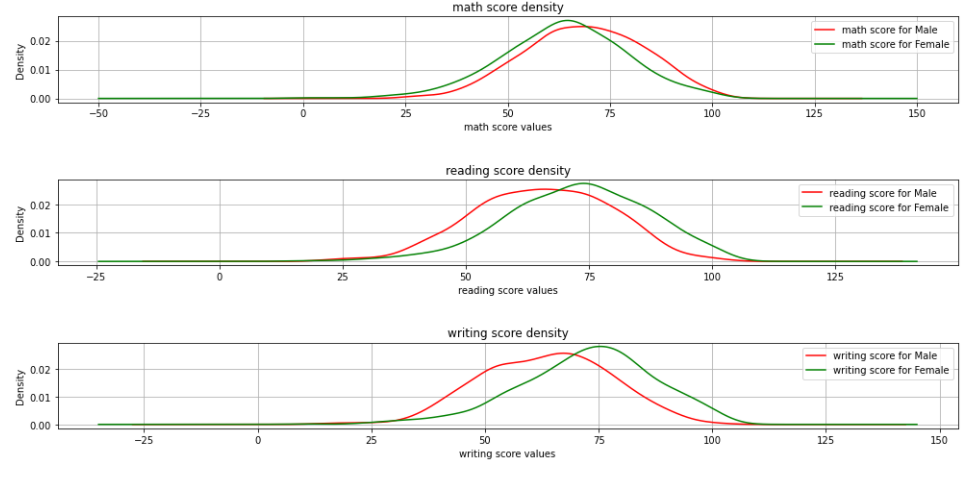 math score density
math score for Male
math score for Female
Density
0.02
0.01
0.00
−50 −25 0 25 50 75 100 125 150
math score values
reading score density
reading score for Male
reading score for Female
Density
0.02
0.01
0.00
−25 0 25 50 75 100 125
reading score values
writing score density
writing score for Male
writing score for Female
Density
0.02
0.01
0.00
−25 0 25 50 75 100 125 150
writing score values